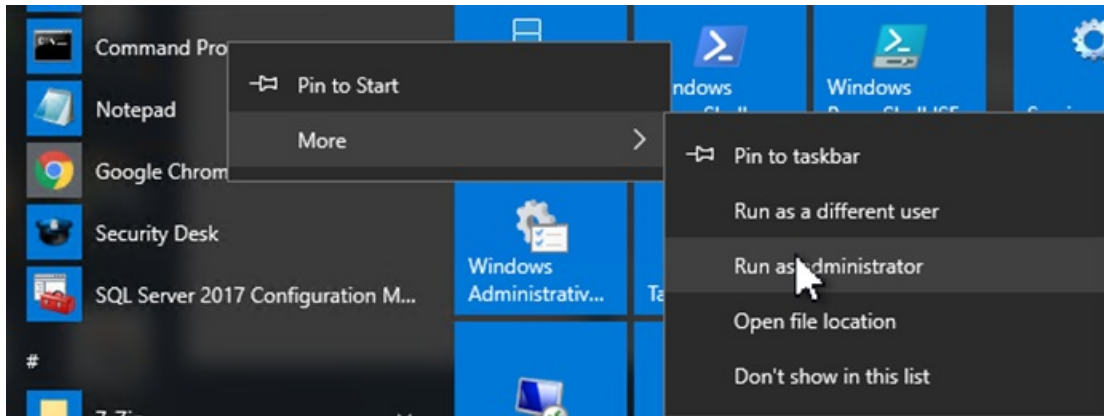 Command Pro
Pin to Start
More
Notepad
Google Chrom
Security Desk
SQL Server 2017 Configuration M...
#
ndows
Windows
Windows
Administrativ...
Pin to taskbar
Run as a different user
Run as administrator
Open file location
Don't show in this list